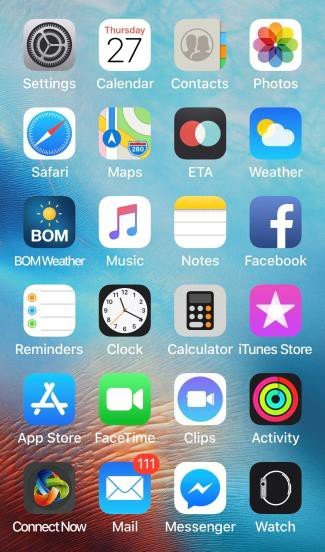 Thursday
27
Settings Calendar Contacts Photos
280
Safari Maps ETA Weather
BOM
BOM Weather Music Notes Facebook
Reminders Clock Calculator iTunes Store
App Store FaceTime Clips Activity
111
Connect Now Mail Messenger Watch